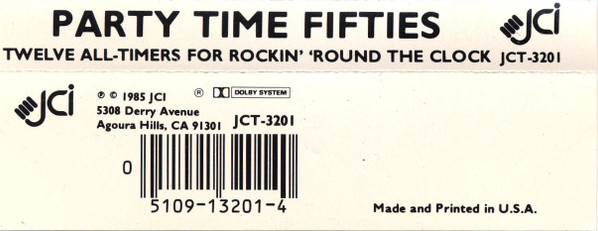 PARTY TIME FIFTIES
JCi
TWELVE ALL-TIMERS FOR ROCKIN' 'ROUND THE CLOCK JCT-3201
JCi
℗ © 1985 JCI
® DOLBY SYSTEM
5308 Derry Avenue
Agoura Hills, CA 91301 JCT-3201
0
5109-13201-4
Made and Printed in U.S.A.